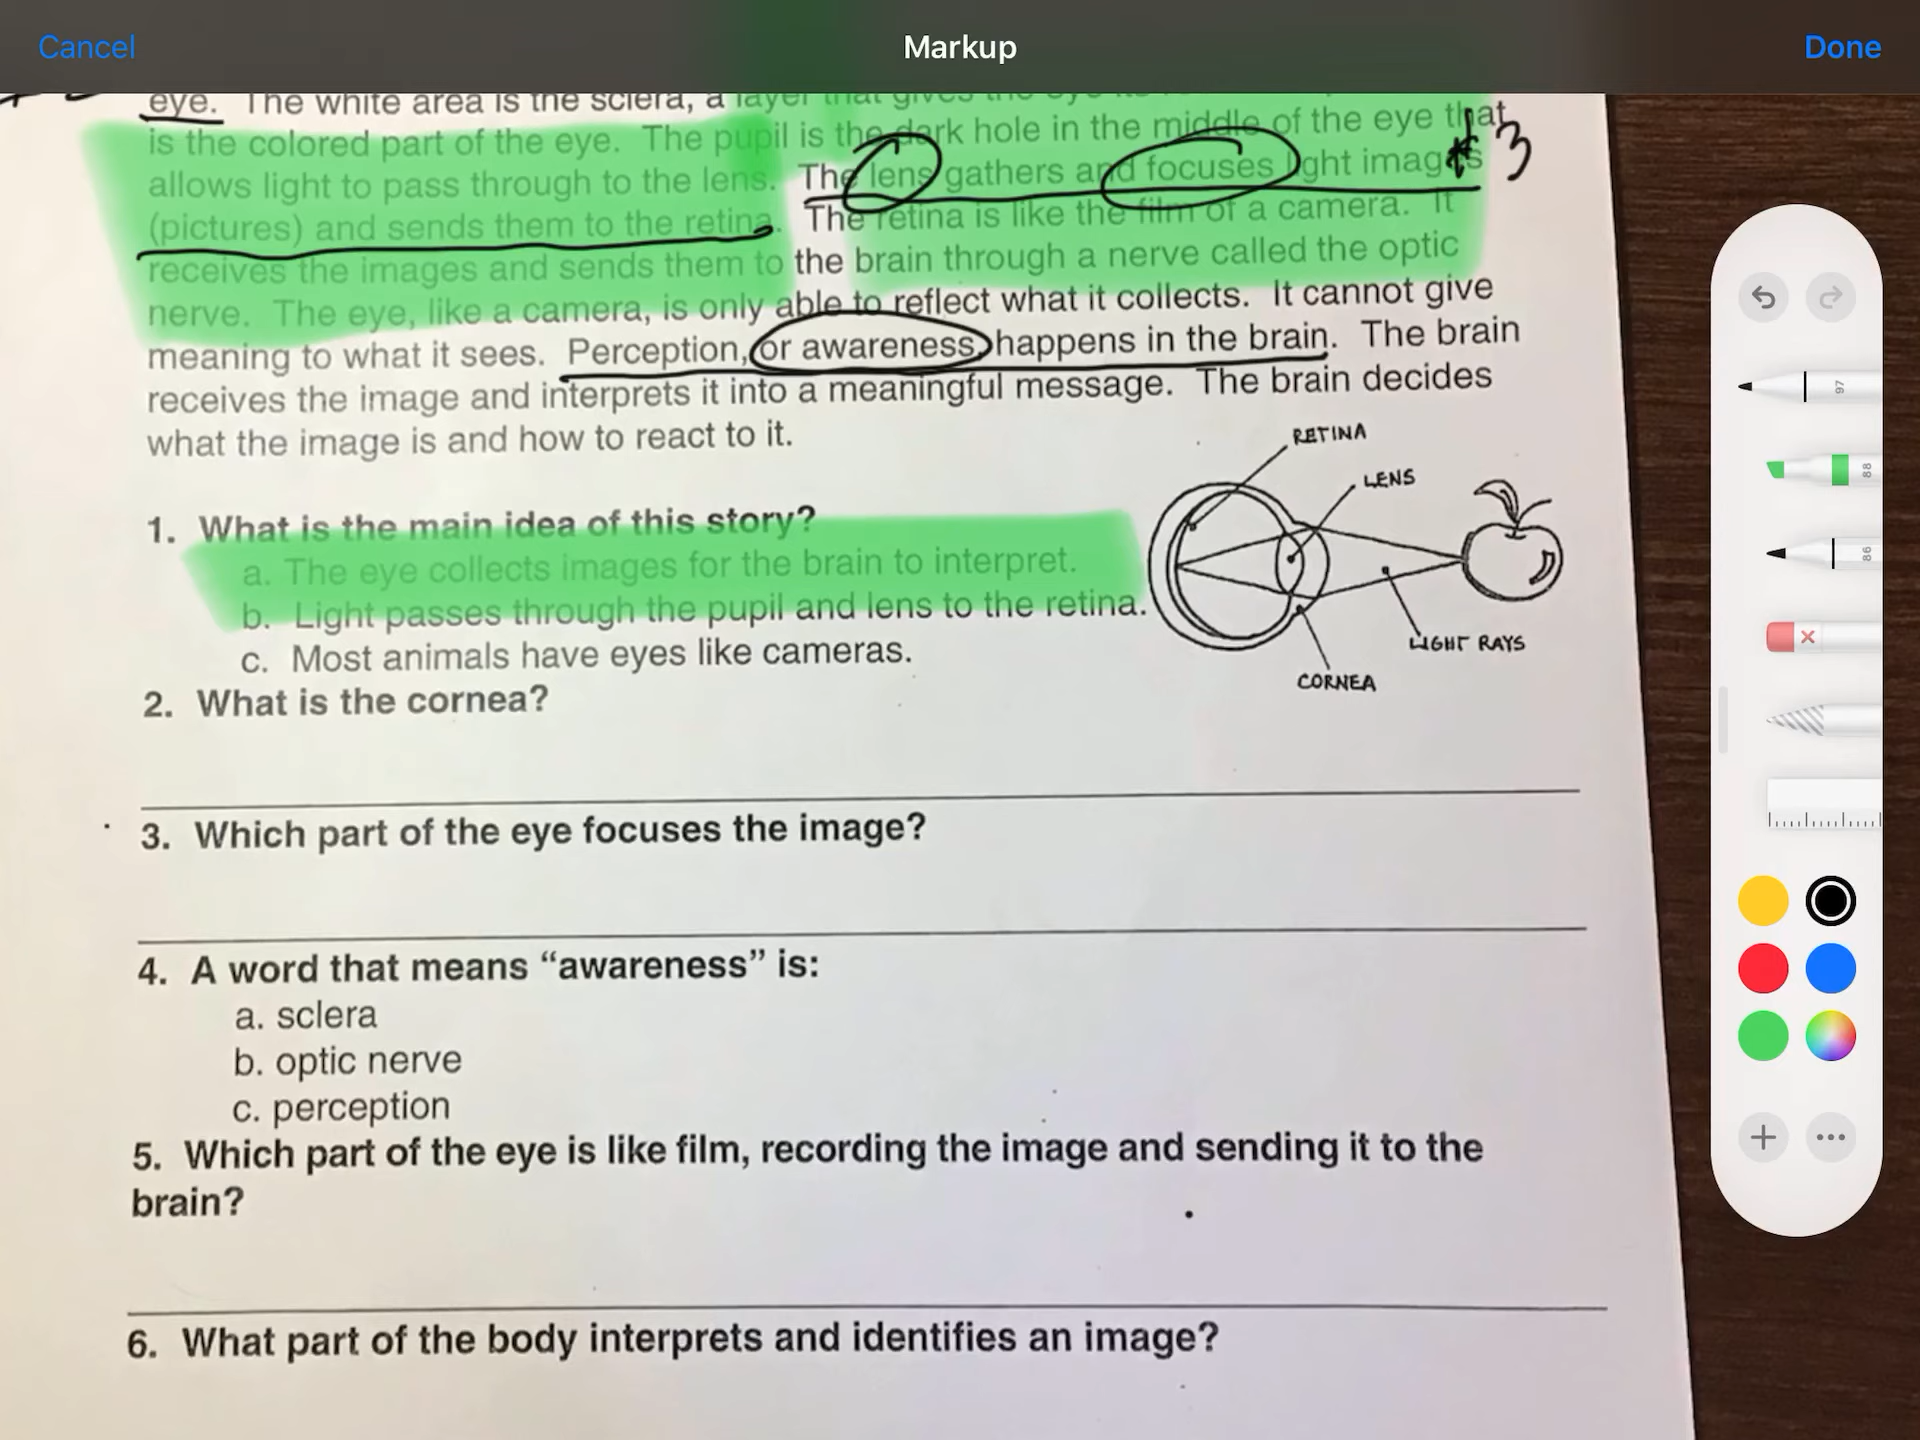 Cancel
Markup
Done
eye. The white area is the sclera, a layer that gives the eye its
is the colored part of the eye. The pupil is the dark hole in the middle of the eye that
#3
allows light to pass through to the lens. The lens gathers and focuses light images
(pictures) and sends them to the retina. The retina is like the film of a camera. It
receives the images and sends them to the brain through a nerve called the optic
nerve. The eye, like a camera, is only able to reflect what it collects. It cannot give
meaning to what it sees. Perception, or awareness, happens in the brain. The brain
receives the image and interprets it into a meaningful message. The brain decides
what the image is and how to react to it.
RETINA
LENS
LIGHT RAYS
CORNEA
1. What is the main idea of this story?
a. The eye collects images for the brain to interpret.
b. Light passes through the pupil and lens to the retina.
c. Most animals have eyes like cameras.
2. What is the cornea?
3. Which part of the eye focuses the image?
4. A word that means “awareness” is:
a. sclera
b. optic nerve
c. perception
5. Which part of the eye is like film, recording the image and sending it to the
brain?
6. What part of the body interprets and identifies an image?
97
88
86